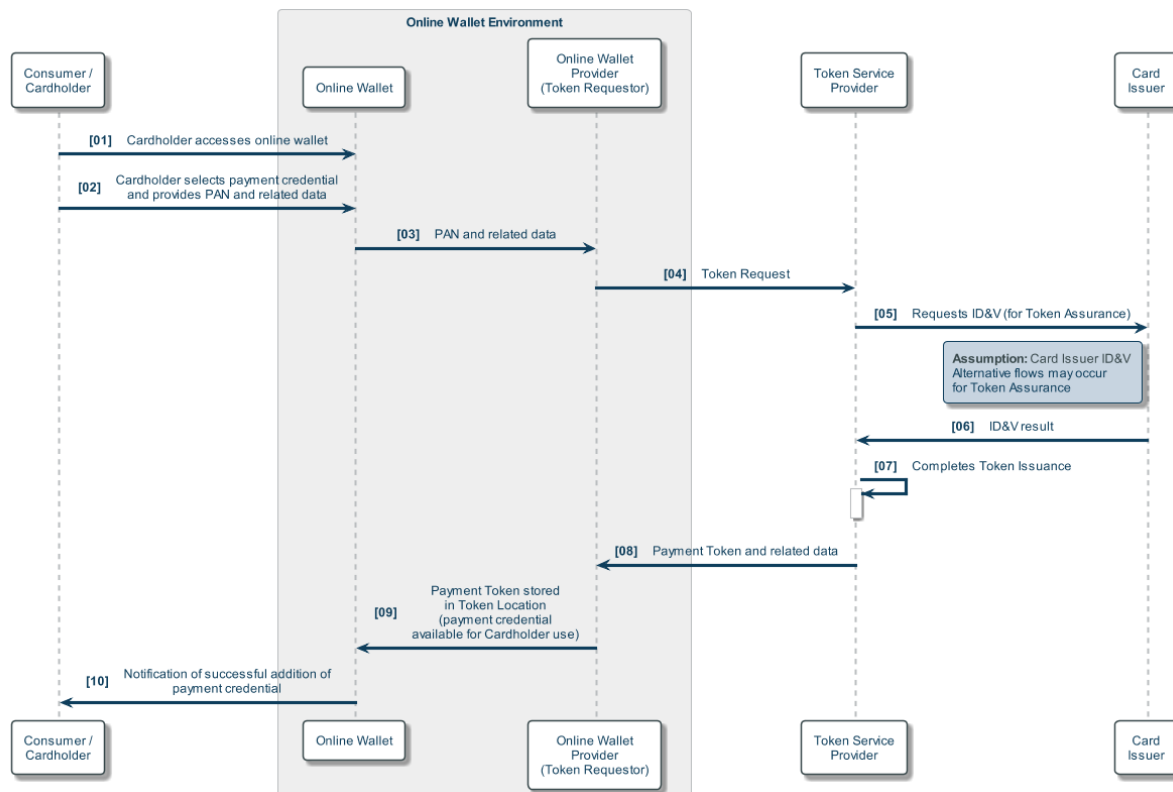 Online Wallet Environment
Consumer /
Cardholder
Online Wallet
Online Wallet
Provider
(Token Requestor)
Token Service
Provider
Card
Issuer
[01] Cardholder accesses online wallet
[02] Cardholder selects payment credential
and provides PAN and related data
[03] PAN and related data
[04] Token Request
[05] Requests ID&V (for Token Assurance)
Assumption: Card Issuer ID&V
Alternative flows may occur
for Token Assurance
[06] ID&V result
[07] Completes Token Issuance
[08] Payment Token and related data
Payment Token stored
in Token Location
[09] (payment credential
available for Cardholder use)
[10] Notification of successful addition of
payment credential
Consumer /
Cardholder
Online Wallet
Online Wallet
Provider
(Token Requestor)
Token Service
Provider
Card
Issuer